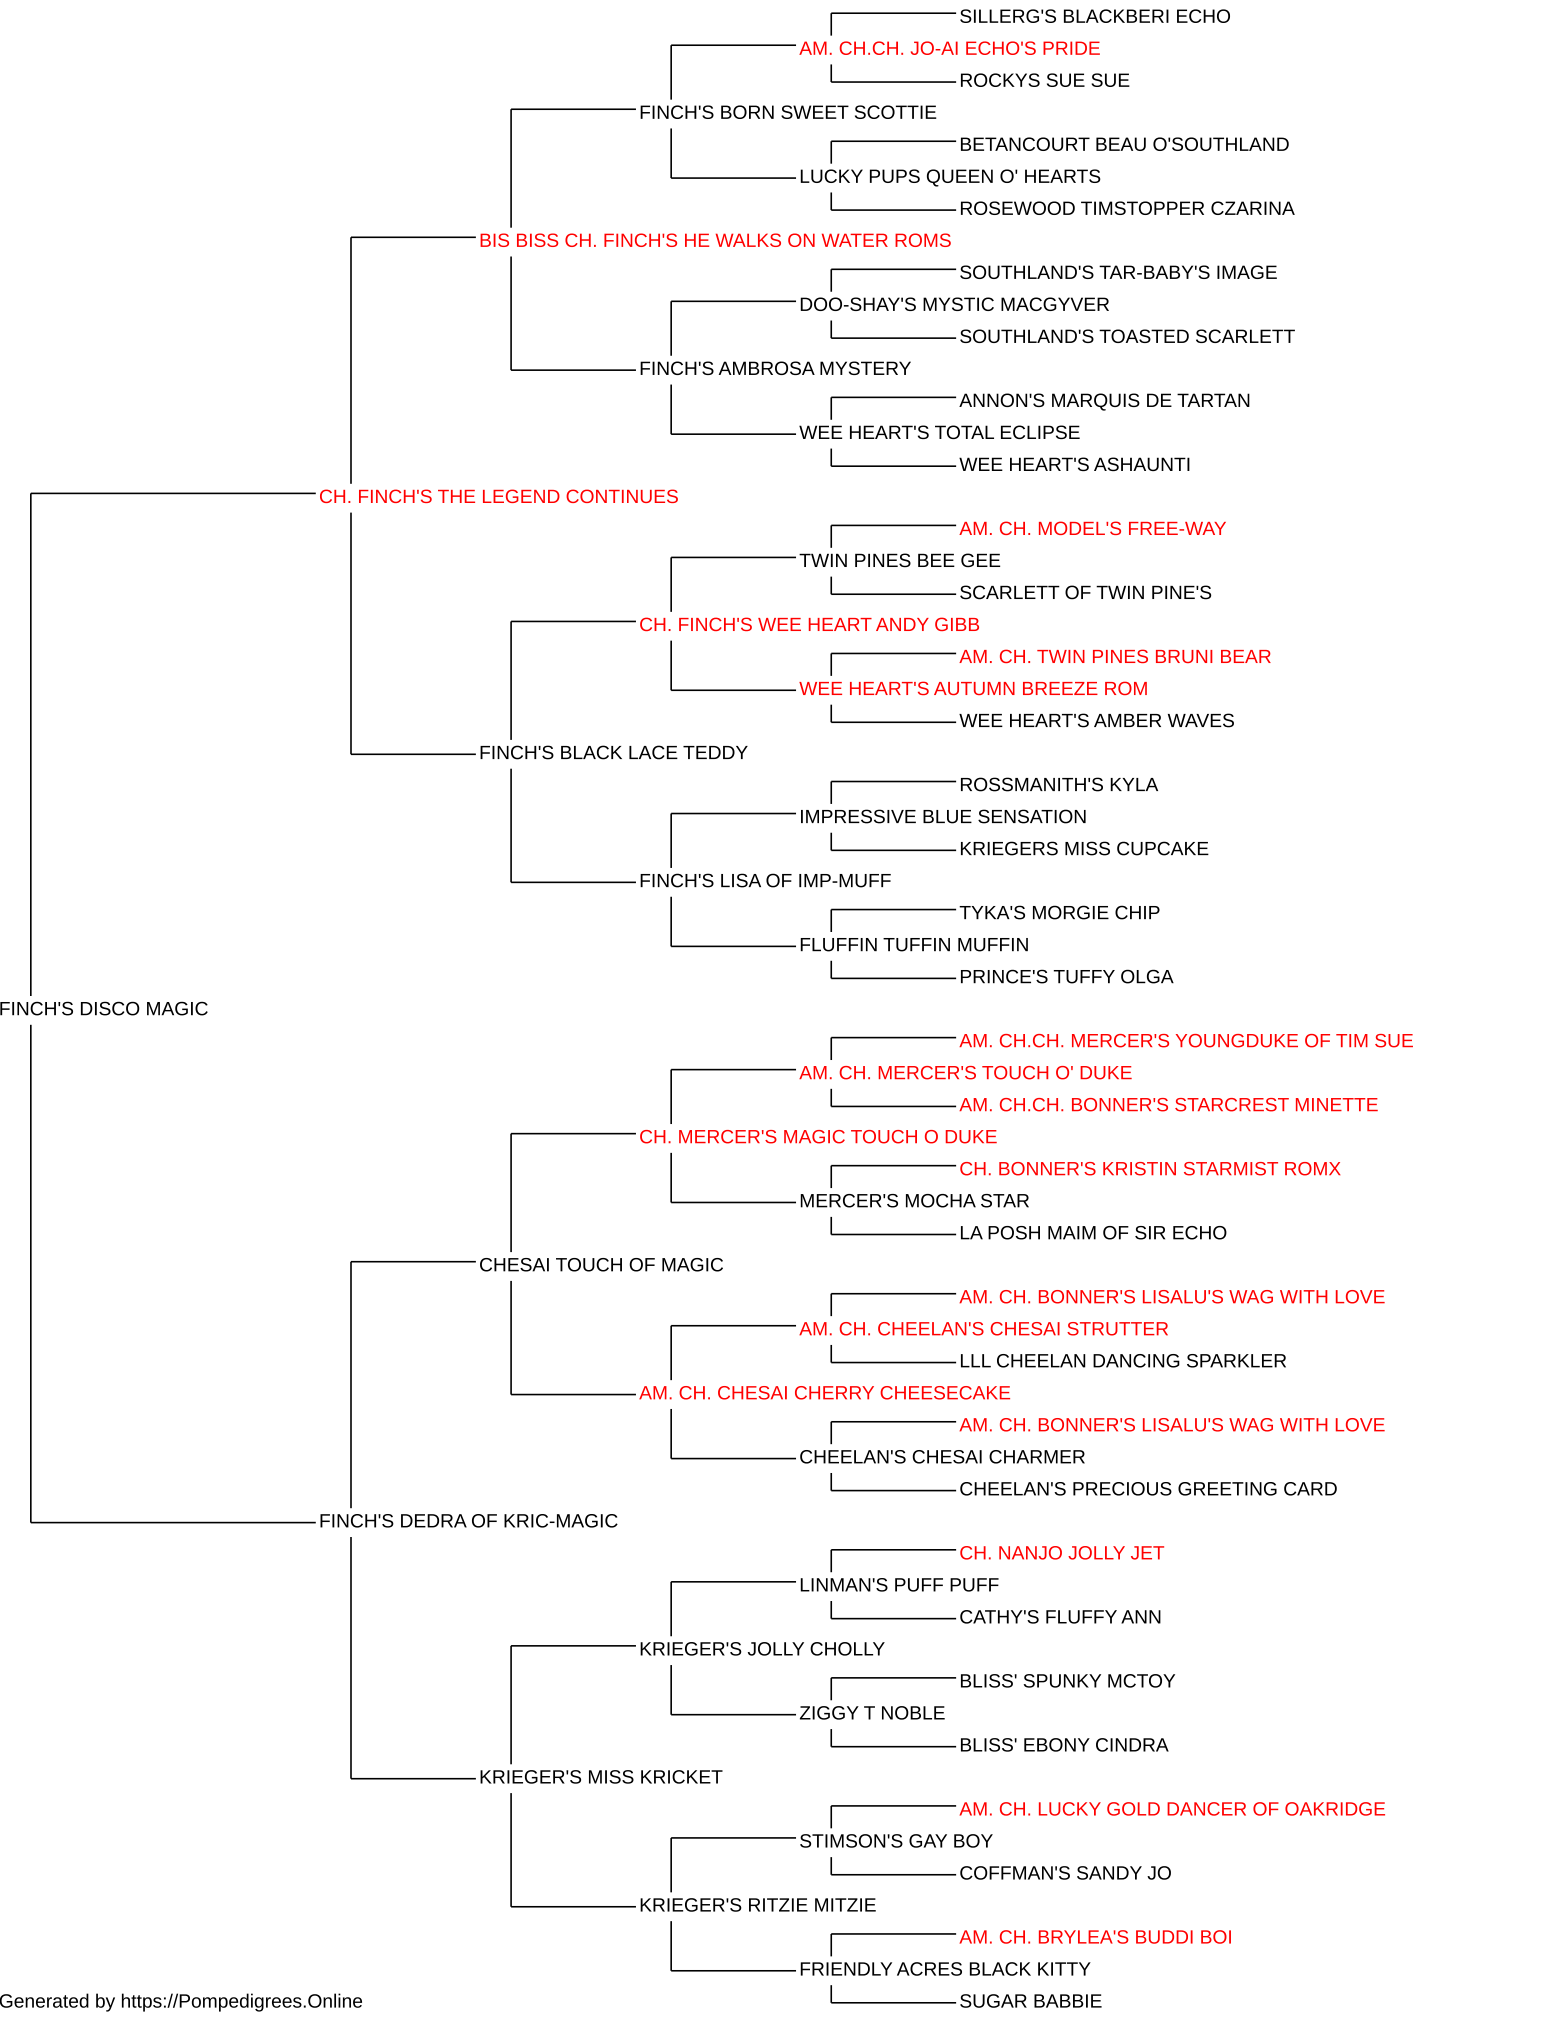 SILLERG'S BLACKBERI ECHO
AM. CH.CH. JO-AI ECHO'S PRIDE
ROCKYS SUE SUE
FINCH'S BORN SWEET SCOTTIE
BETANCOURT BEAU O'SOUTHLAND
LUCKY PUPS QUEEN O' HEARTS
ROSEWOOD TIMSTOPPER CZARINA
BIS BISS CH. FINCH'S HE WALKS ON WATER ROMS
SOUTHLAND'S TAR-BABY'S IMAGE
DOO-SHAY'S MYSTIC MACGYVER
SOUTHLAND'S TOASTED SCARLETT
FINCH'S AMBROSA MYSTERY
ANNON'S MARQUIS DE TARTAN
WEE HEART'S TOTAL ECLIPSE
WEE HEART'S ASHAUNTI
CH. FINCH'S THE LEGEND CONTINUES
AM. CH. MODEL'S FREE-WAY
TWIN PINES BEE GEE
SCARLETT OF TWIN PINE'S
CH. FINCH'S WEE HEART ANDY GIBB
AM. CH. TWIN PINES BRUNI BEAR
WEE HEART'S AUTUMN BREEZE ROM
WEE HEART'S AMBER WAVES
FINCH'S BLACK LACE TEDDY
ROSSMANITH'S KYLA
IMPRESSIVE BLUE SENSATION
KRIEGERS MISS CUPCAKE
FINCH'S LISA OF IMP-MUFF
TYKA'S MORGIE CHIP
FLUFFIN TUFFIN MUFFIN
PRINCE'S TUFFY OLGA
FINCH'S DISCO MAGIC
AM. CH.CH. MERCER'S YOUNGDUKE OF TIM SUE
AM. CH. MERCER'S TOUCH O' DUKE
AM. CH.CH. BONNER'S STARCREST MINETTE
CH. MERCER'S MAGIC TOUCH O DUKE
CH. BONNER'S KRISTIN STARMIST ROMX
MERCER'S MOCHA STAR
LA POSH MAIM OF SIR ECHO
CHESAI TOUCH OF MAGIC
AM. CH. BONNER'S LISALU'S WAG WITH LOVE
AM. CH. CHEELAN'S CHESAI STRUTTER
LLL CHEELAN DANCING SPARKLER
AM. CH. CHESAI CHERRY CHEESECAKE
AM. CH. BONNER'S LISALU'S WAG WITH LOVE
CHEELAN'S CHESAI CHARMER
CHEELAN'S PRECIOUS GREETING CARD
FINCH'S DEDRA OF KRIC-MAGIC
CH. NANJO JOLLY JET
LINMAN'S PUFF PUFF
CATHY'S FLUFFY ANN
KRIEGER'S JOLLY CHOLLY
BLISS' SPUNKY MCTOY
ZIGGY T NOBLE
BLISS' EBONY CINDRA
KRIEGER'S MISS KRICKET
AM. CH. LUCKY GOLD DANCER OF OAKRIDGE
STIMSON'S GAY BOY
COFFMAN'S SANDY JO
KRIEGER'S RITZIE MITZIE
AM. CH. BRYLEA'S BUDDI BOI
FRIENDLY ACRES BLACK KITTY
SUGAR BABBIE
Generated by https://Pompedigrees.Online